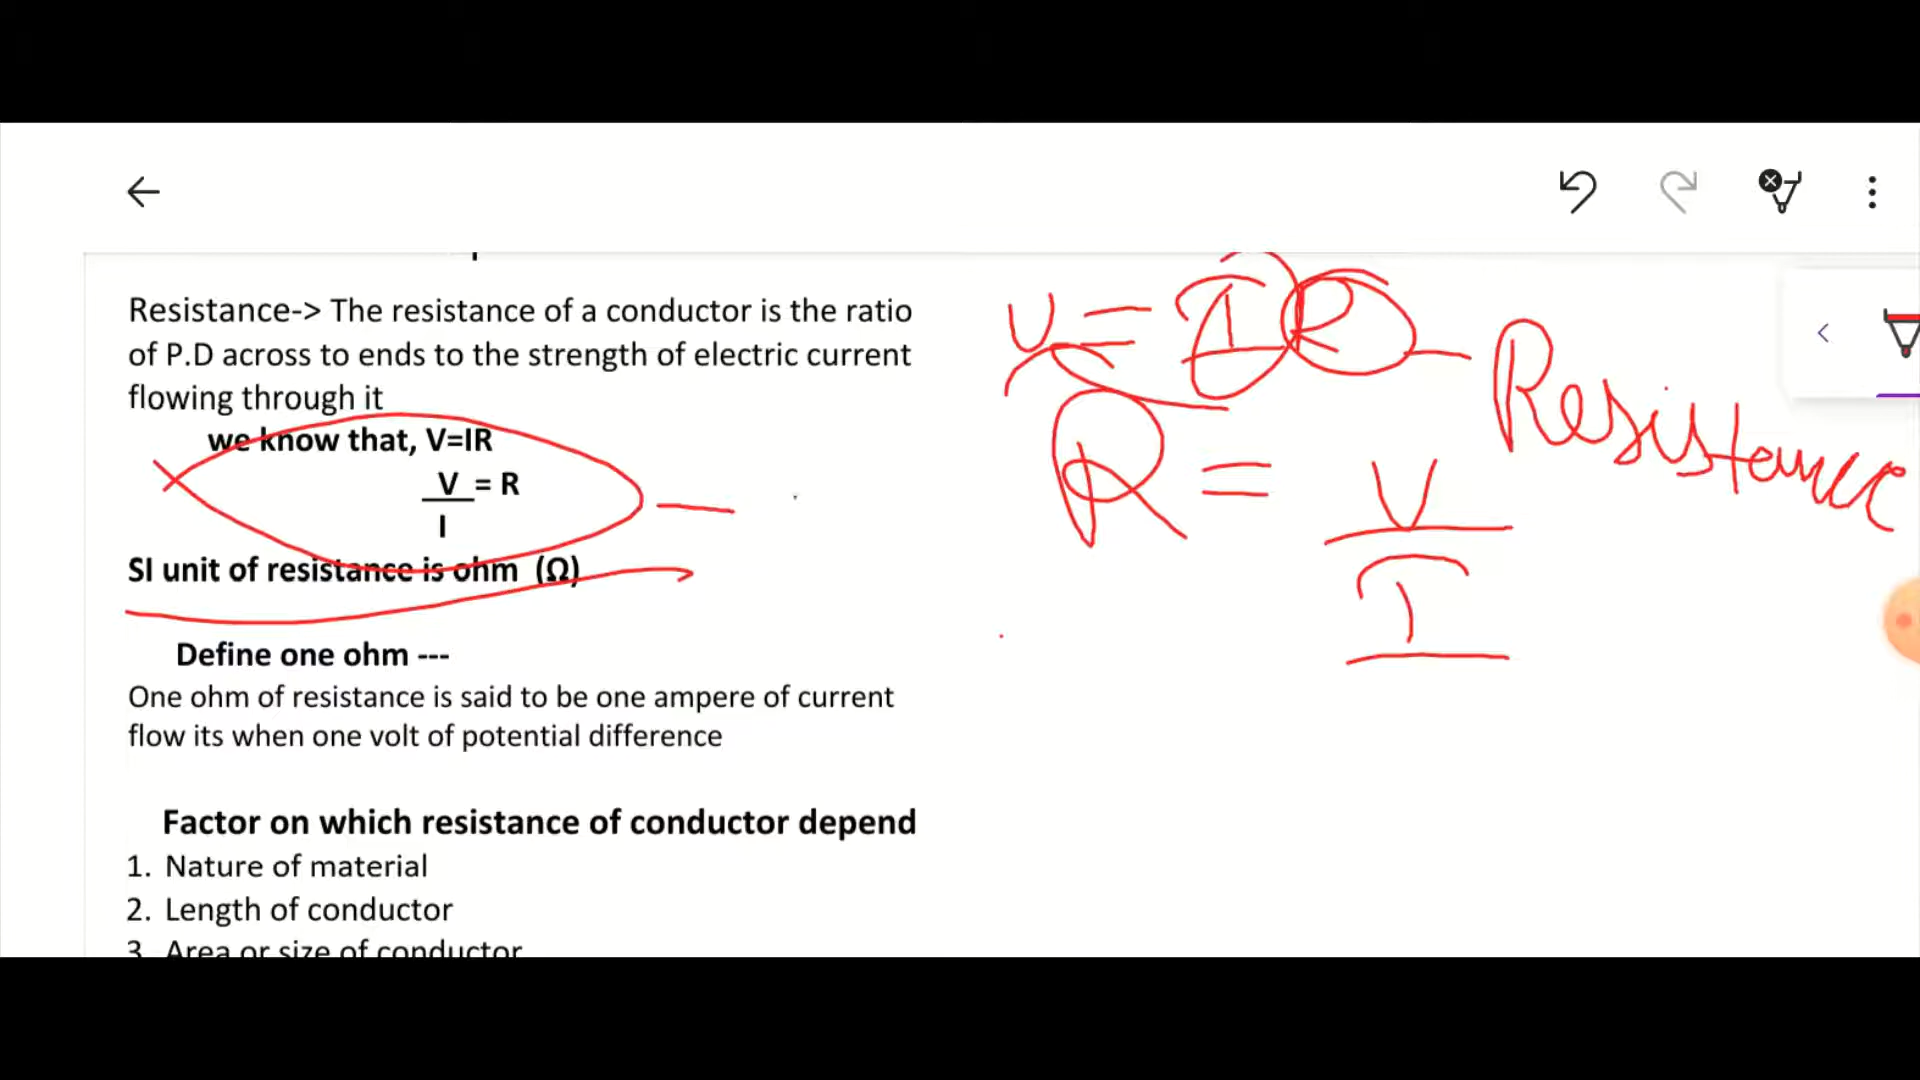 Resistance-> The resistance of a conductor is the ratio
of P.D across to ends to the strength of electric current
flowing through it
we know that, V=IR
V = R
I
SI unit of resistance is ohm (Ω)
Define one ohm ---
One ohm of resistance is said to be one ampere of current
flow its when one volt of potential difference
Factor on which resistance of conductor depend
1. Nature of material
2. Length of conductor
3. Area or size of conductor
V = IR - Resistance
R = V
I